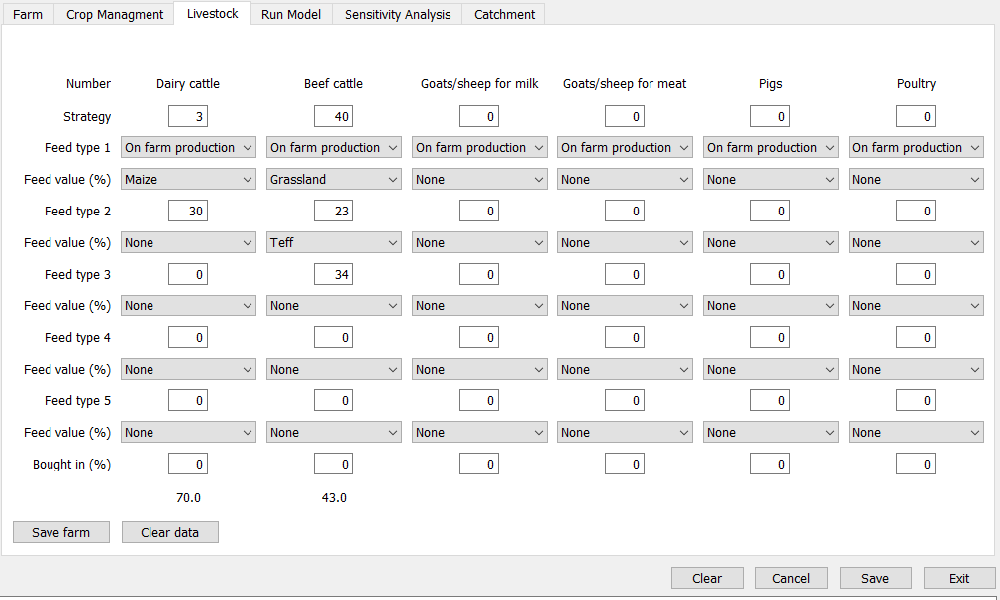 Farm Crop Managment Livestock Run Model Sensitivity Analysis Catchment
Number Dairy cattle Beef cattle Goats/sheep for milk Goats/sheep for meat Pigs Poultry
Strategy 3 40 0 0 0 0
Feed type 1 On farm production On farm production On farm production On farm production On farm production On farm production
Feed value (%) Maize Grassland None None None None
Feed type 2 30 23 0 0 0 0
Feed value (%) None Teff None None None None
Feed type 3 0 34 0 0 0 0
Feed value (%) None None None None None None
Feed type 4 0 0 0 0 0 0
Feed value (%) None None None None None None
Feed type 5 0 0 0 0 0 0
Feed value (%) None None None None None None
Bought in (%) 0 0 0 0 0 0
70.0 43.0
Save farm Clear data
Clear Cancel Save Exit